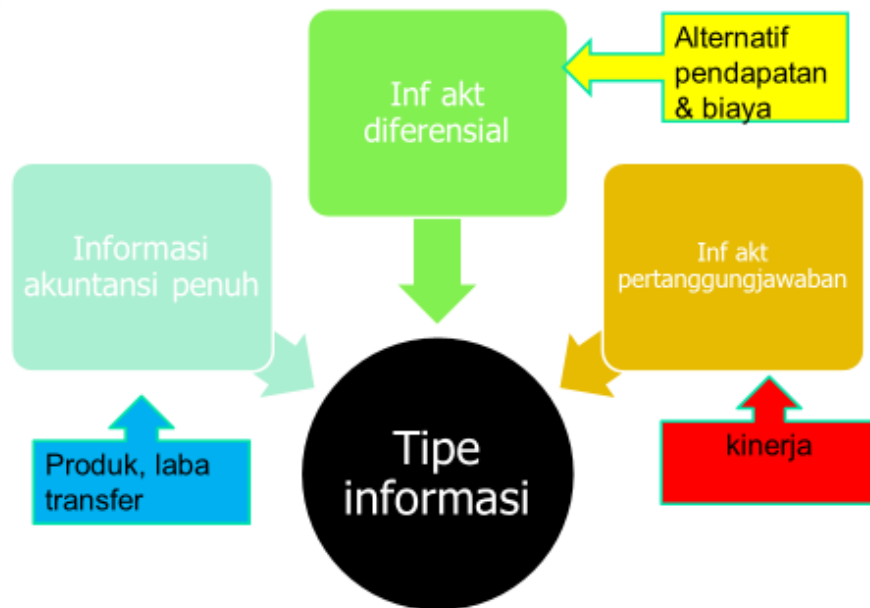 Alternatif
pendapatan
& biaya
Inf akt
diferensial
Informasi
akuntansi penuh
Inf akt
pertanggungjawaban
Produk, laba
transfer
Tipe
informasi
kinerja